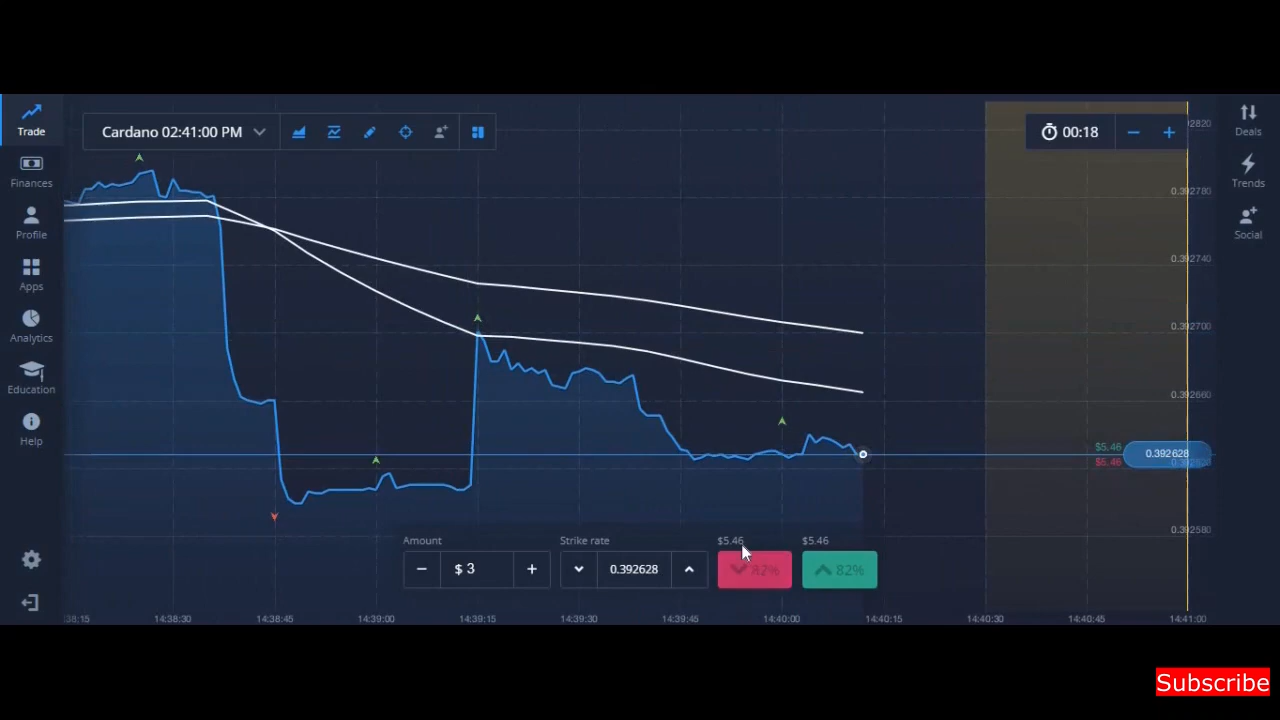 Trade
Finances
Profile
Apps
Analytics
Education
Help
Cardano 02:41:00 PM
00:18
Deals
Trends
Social
0.392780
0.392740
0.392700
0.392660
0.392580
$5.46
$5.46
0.392628
Amount
Strike rate
$5.46
$5.46
$ 3
0.392628
82%
82%
:38:15
14:38:30
14:38:45
14:39:00
14:39:15
14:39:30
14:39:45
14:40:00
14:40:15
14:40:30
14:40:45
14:41:00
Subscribe